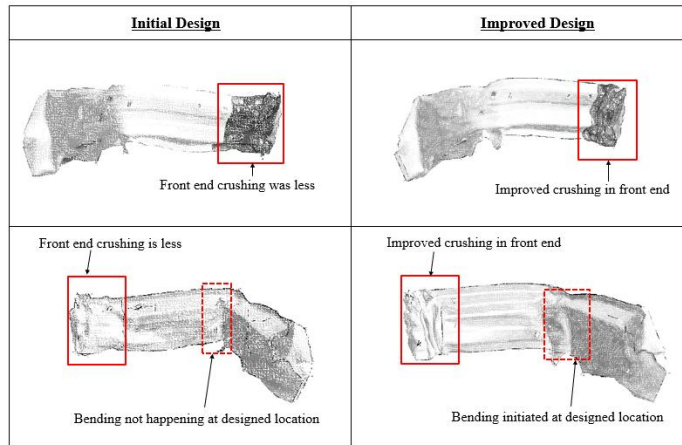 Initial Design
Improved Design
Front end crushing was less
Improved crushing in front end
Front end crushing is less
Bending not happening at designed location
Improved crushing in front end
Bending initiated at designed location